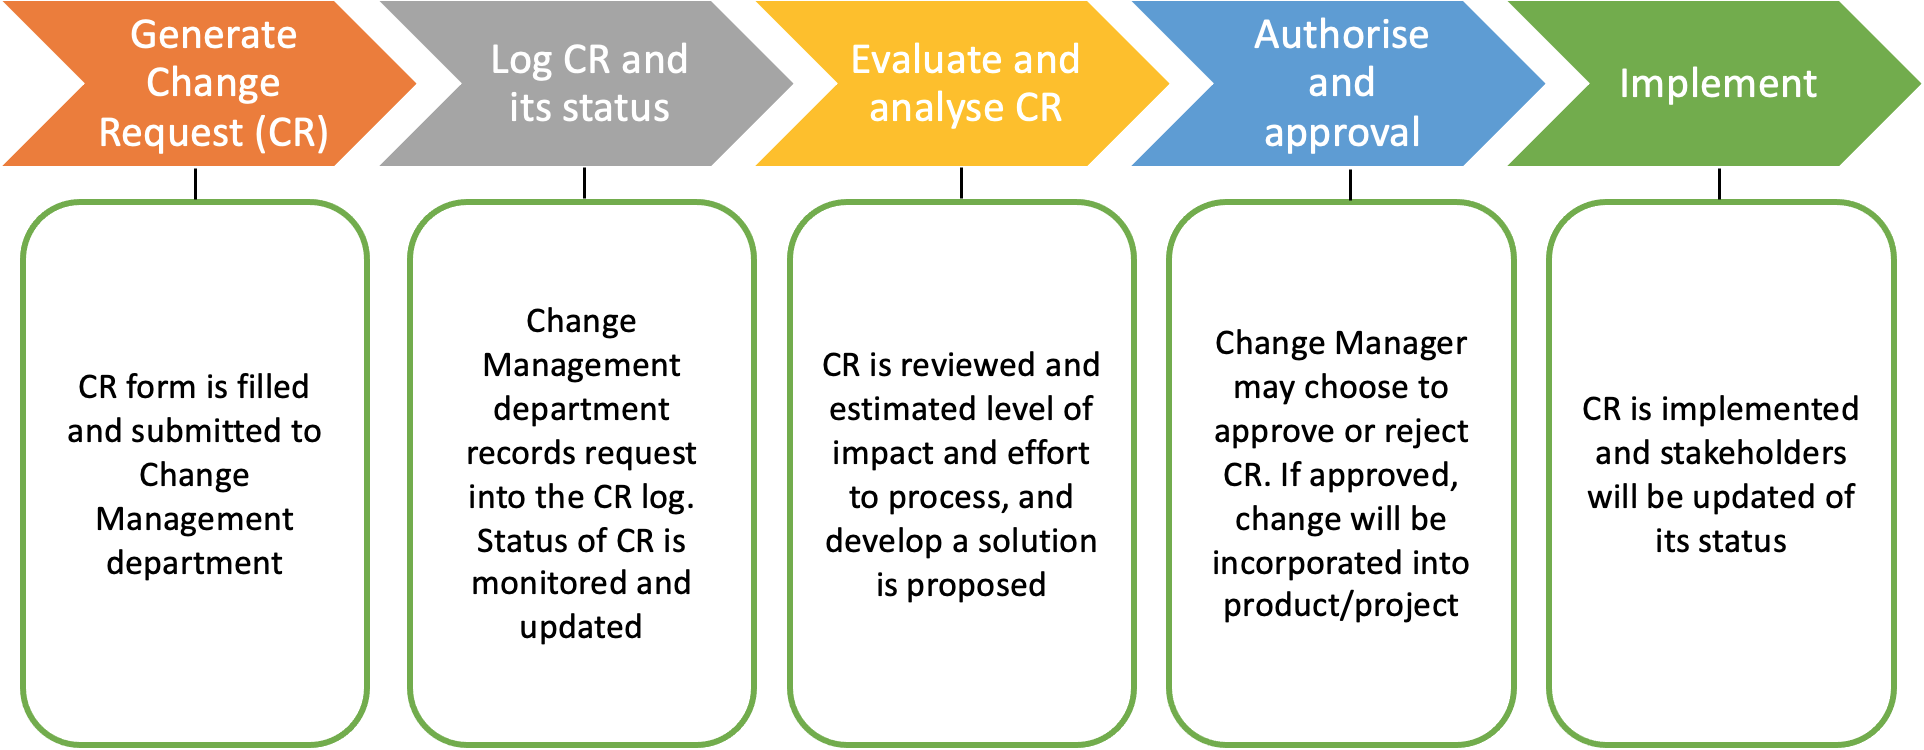 Generate
Change
Request (CR)
Log CR and
its status
Evaluate and
analyse CR
Authorise
and
approval
Implement
CR form is filled
and submitted to
Change
Management
department
Change
Management
department
records request
into the CR log.
Status of CR is
monitored and
updated
CR is reviewed and
estimated level of
impact and effort
to process, and
develop a solution
is proposed
Change Manager
may choose to
approve or reject
CR. If approved,
change will be
incorporated into
product/project
CR is implemented
and stakeholders
will be updated of
its status